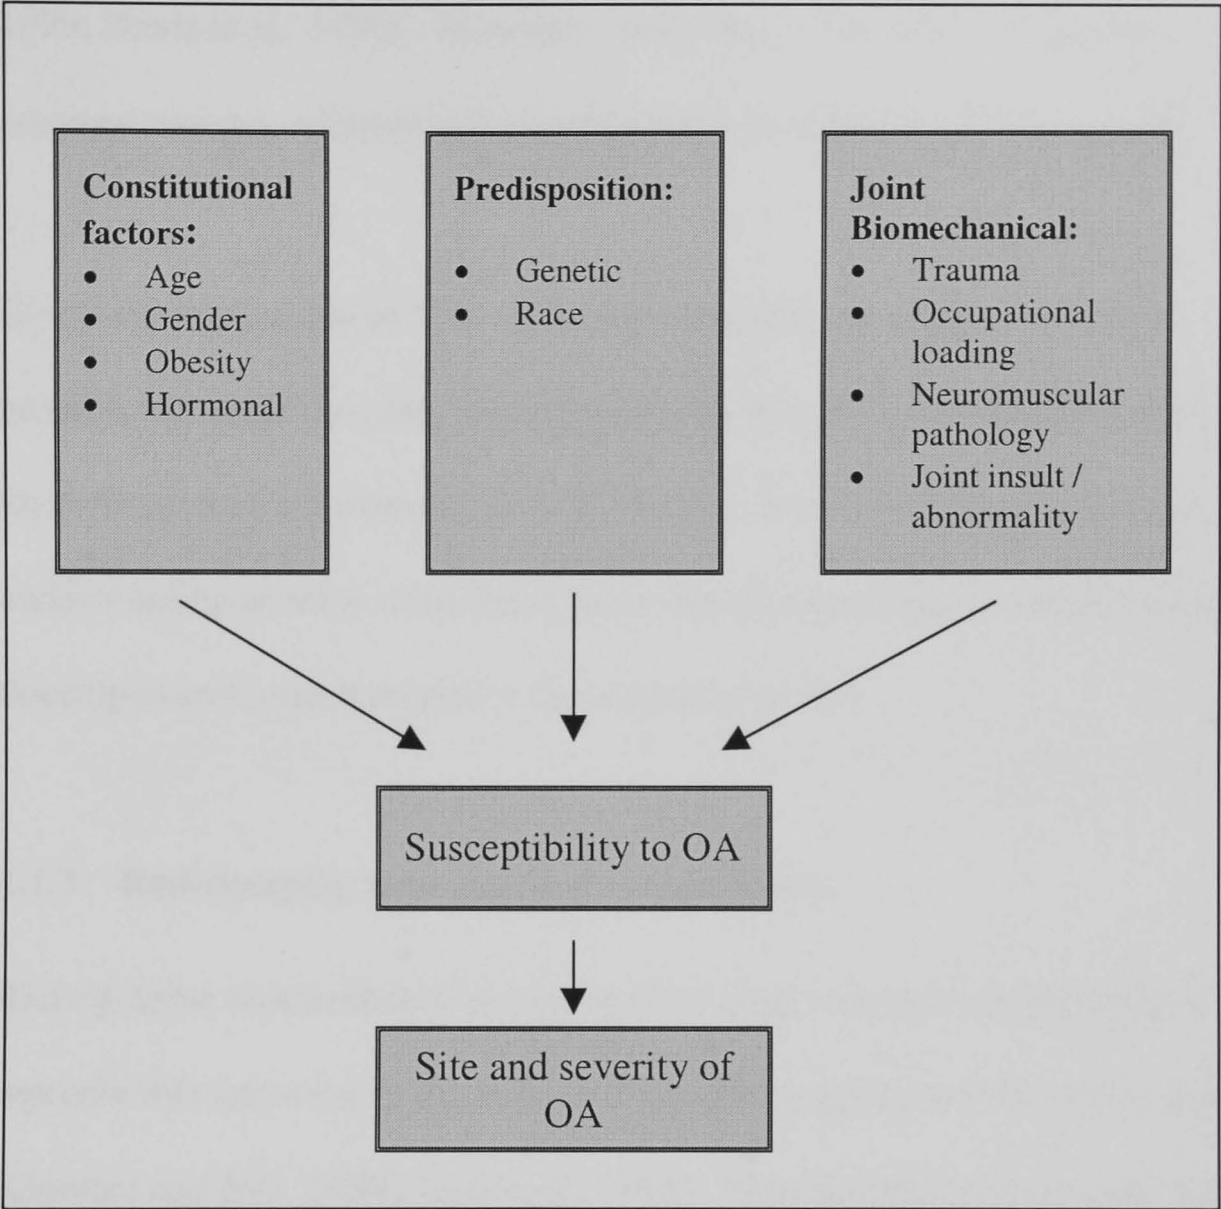 Constitutional
factors:
• Age
• Gender
• Obesity
• Hormonal
Predisposition:
• Genetic
• Race
Joint
Biomechanical:
• Trauma
• Occupational
loading
• Neuromuscular
pathology
• Joint insult /
abnormality
Susceptibility to OA
Site and severity of
OA